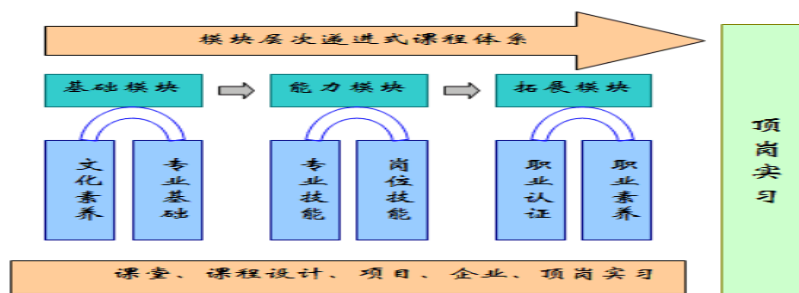 模块层次递进式课程体系
基础模块
能力模块
拓展模块
文化素养
专业基础
专业技能
岗位技能
职业认证
职业素养
顶岗实习
课堂、课程设计、项目、企业、顶岗实习